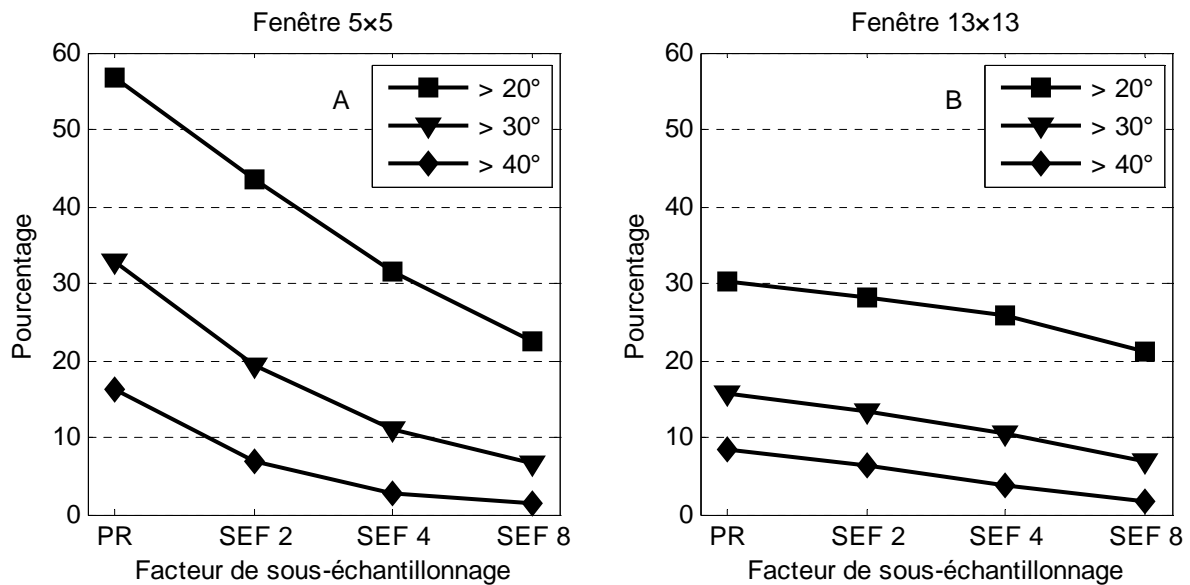 Fenêtre 5×5
60
50
40
30
20
10
0
Pourcentage
A
> 20°
> 30°
> 40°
PR
SEF 2
SEF 4
SEF 8
Facteur de sous-échantillonnage
Fenêtre 13×13
60
50
40
30
20
10
0
Pourcentage
B
> 20°
> 30°
> 40°
PR
SEF 2
SEF 4
SEF 8
Facteur de sous-échantillonnage